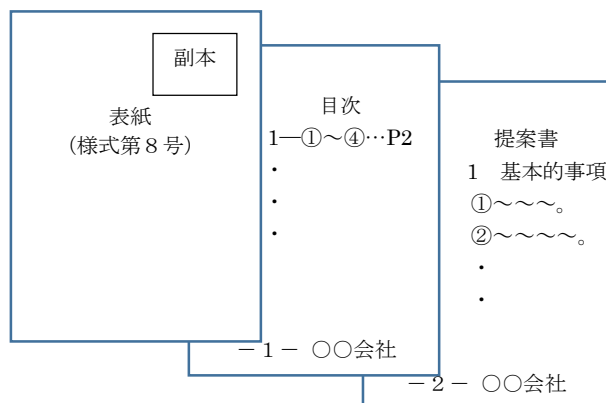 副本
表紙
(様式第８号)
目次
1―①～④…P2
・
・
・
－１－ ○○会社
提案書
1　基本的事項
①～～～。
②～～～～。
・
・
－２－ ○○会社